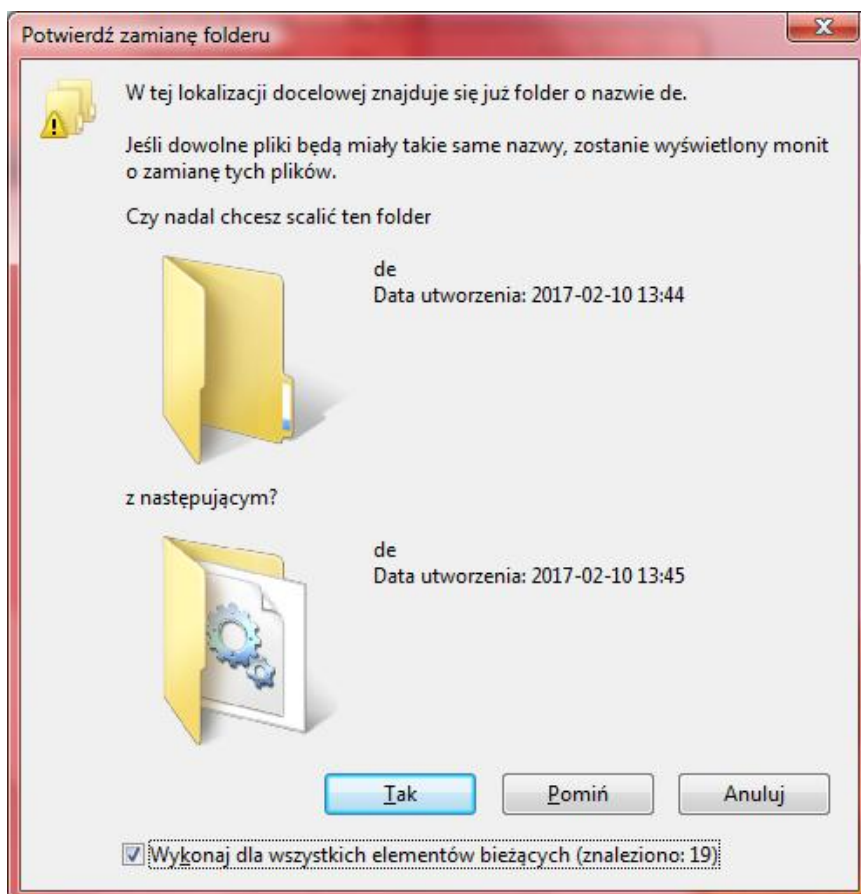 Potwierdź zamianę folderu
W tej lokalizacji docelowej znajduje się już folder o nazwie de.
Jeśli dowolne pliki będą miały takie same nazwy, zostanie wyświetlony monit
o zamianę tych plików.
Czy nadal chcesz scalić ten folder
de
Data utworzenia: 2017-02-10 13:44
z następującym?
de
Data utworzenia: 2017-02-10 13:45
Tak Pomiń Anuluj
Wykonaj dla wszystkich elementów bieżących (znaleziono: 19)